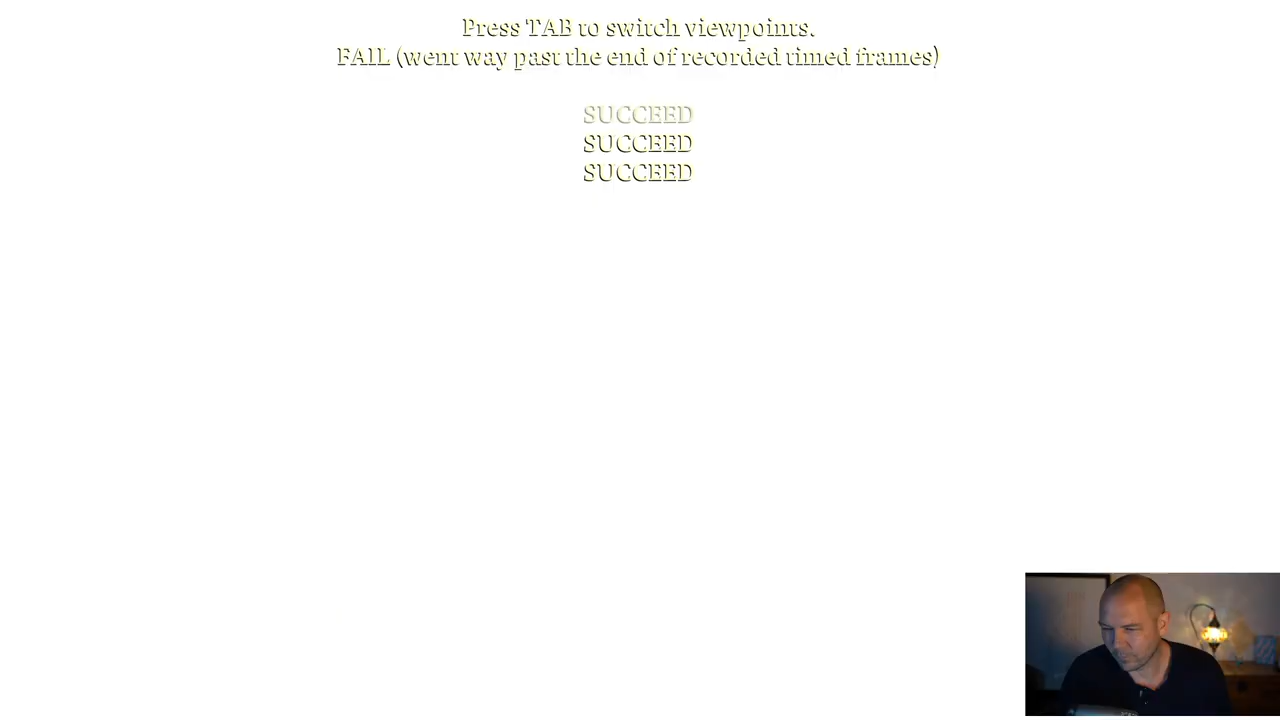 Press TAB to switch viewpoints.
FAIL (went way past the end of recorded timed frames)
SUCCEED
SUCCEED
SUCCEED